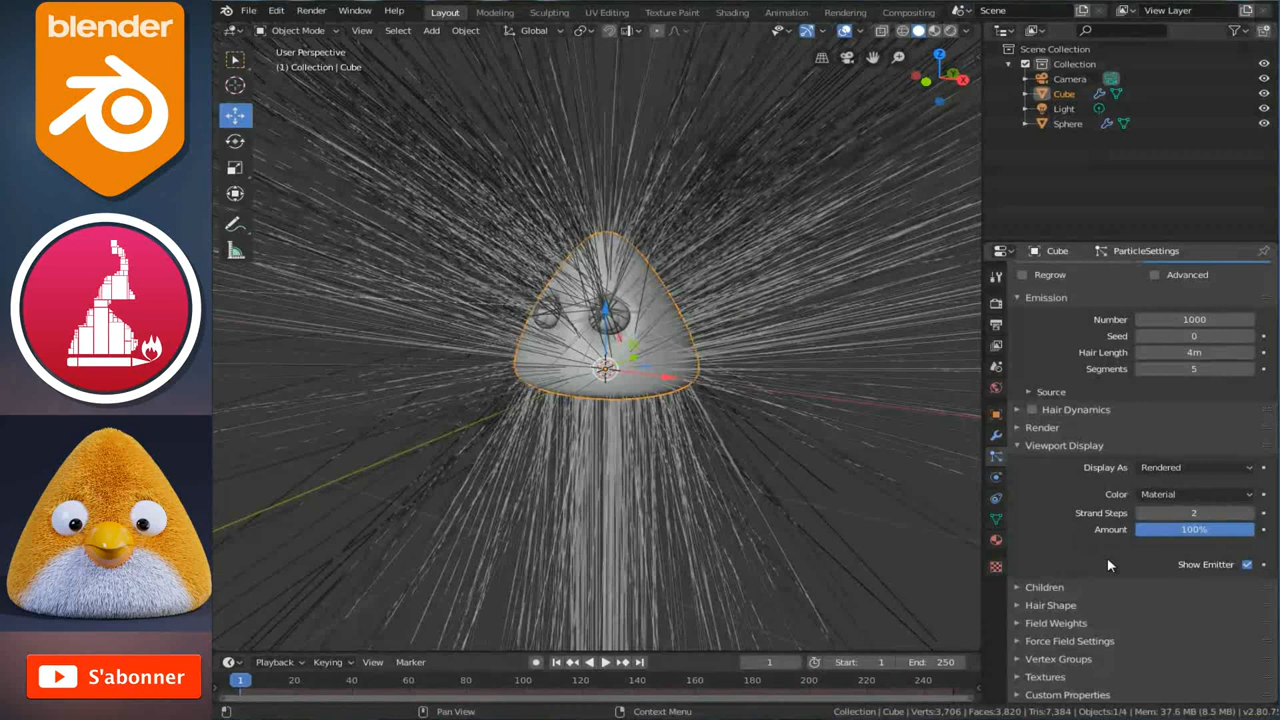 blender
S'abonner
File Edit Render Window Help
Layout Modeling Sculpting UV Editing Texture Paint Shading Animation Rendering Compositing
Scene
View Layer
Object Mode View Select Add Object Global
User Perspective
(1) Collection | Cube
Z
Y
X
Scene Collection
Collection
Camera
Cube
Light
Sphere
Cube ParticleSettings
Regrow Advanced
Emission
Number 1000
Seed 0
Hair Length 4m
Segments 5
Source
Hair Dynamics
Render
Viewport Display
Display As Rendered
Color Material
Strand Steps 2
Amount 100%
Show Emitter
Children
Hair Shape
Field Weights
Force Field Settings
Vertex Groups
Textures
Custom Properties
Playback Keying View Marker 1 Start: 1 End: 250
1 20 40 60 80 100 120 140 160 180 200 220 240
Pan View Context Menu Collection | Cube | Verts:3,706 | Faces:3,820 | Tris:7,384 | Objects:1/4 | Mem: 37.6 MB (8.5 MB) | v2.80.7